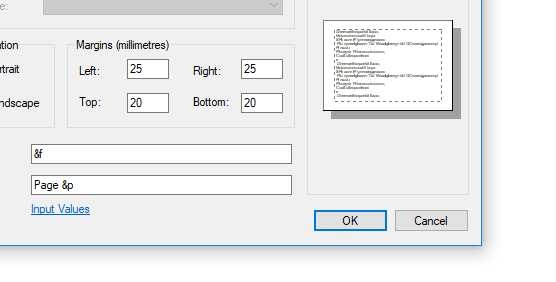 e:
ation
Margins (millimetres)
rtrait
Left: 25 Right: 25
ndscape
Top: 20 Bottom: 20
&f
Page &p
Input Values
OK Cancel